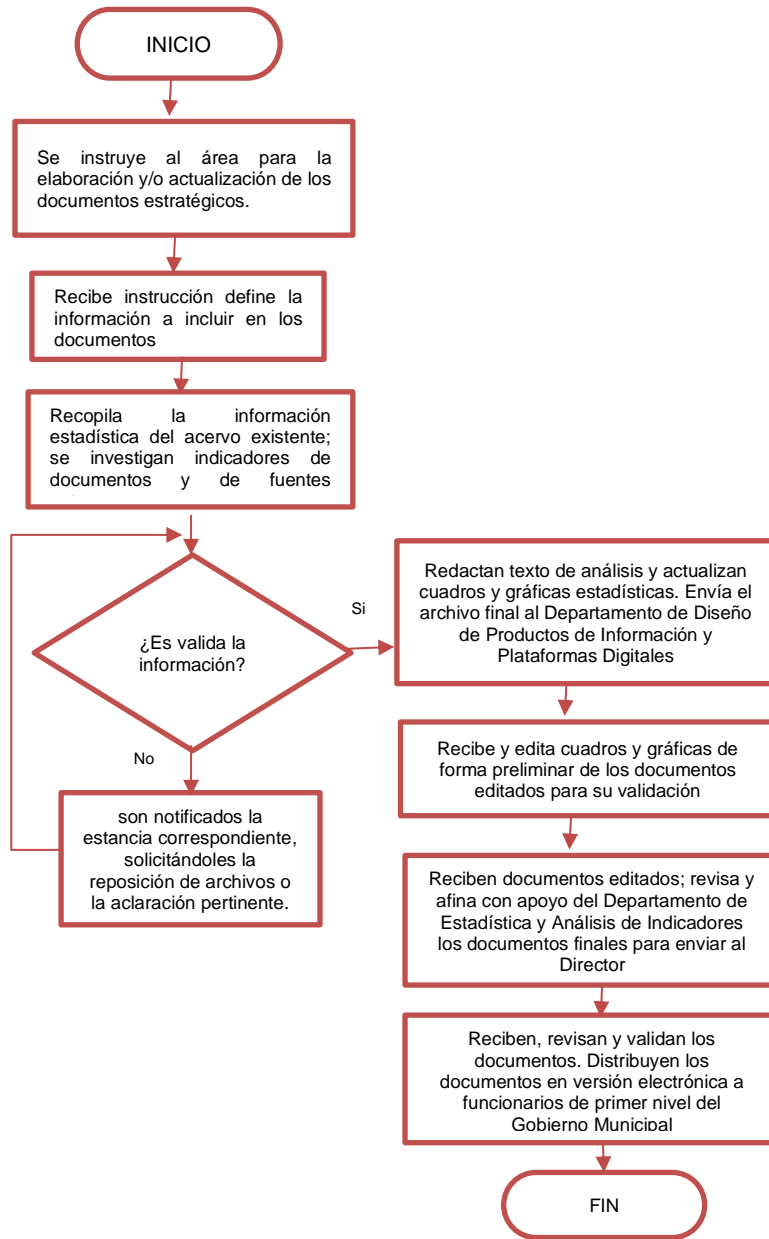 INICIO
Se instruye al área para la
elaboración y/o actualización de los
documentos estratégicos.
Recibe instrucción define la
información a incluir en los
documentos
Recopila la información
estadística del acervo existente;
se investigan indicadores de
documentos y de fuentes
¿Es valida la
información?
Si
No
son notificados la
estancia correspondiente,
solicitándoles la
reposición de archivos o
la aclaración pertinente.
Redactan texto de análisis y actualizan
cuadros y gráficas estadísticas. Envía el
archivo final al Departamento de Diseño
de Productos de Información y
Plataformas Digitales
Recibe y edita cuadros y gráficas de
forma preliminar de los documentos
editados para su validación
Reciben documentos editados; revisa y
afina con apoyo del Departamento de
Estadística y Análisis de Indicadores
los documentos finales para enviar al
Director
Reciben, revisan y validan los
documentos. Distribuyen los
documentos en versión electrónica a
funcionarios de primer nivel del
Gobierno Municipal
FIN